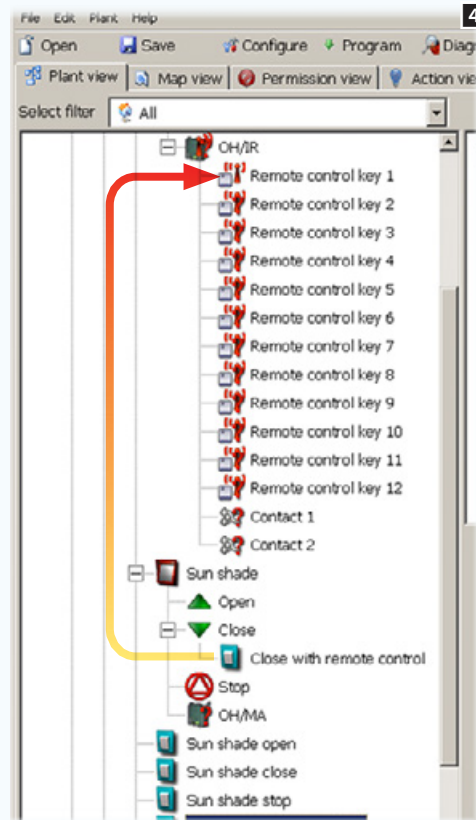 File Edit Plant Help
4
Open Save Configure Program Diag
Plant view Map view Permission view Action vie
Select filter All
OH/IR
Remote control key 1
Remote control key 2
Remote control key 3
Remote control key 4
Remote control key 5
Remote control key 6
Remote control key 7
Remote control key 8
Remote control key 9
Remote control key 10
Remote control key 11
Remote control key 12
Contact 1
Contact 2
Sun shade
Open
Close
Close with remote control
Stop
OH/MA
Sun shade open
Sun shade close
Sun shade stop